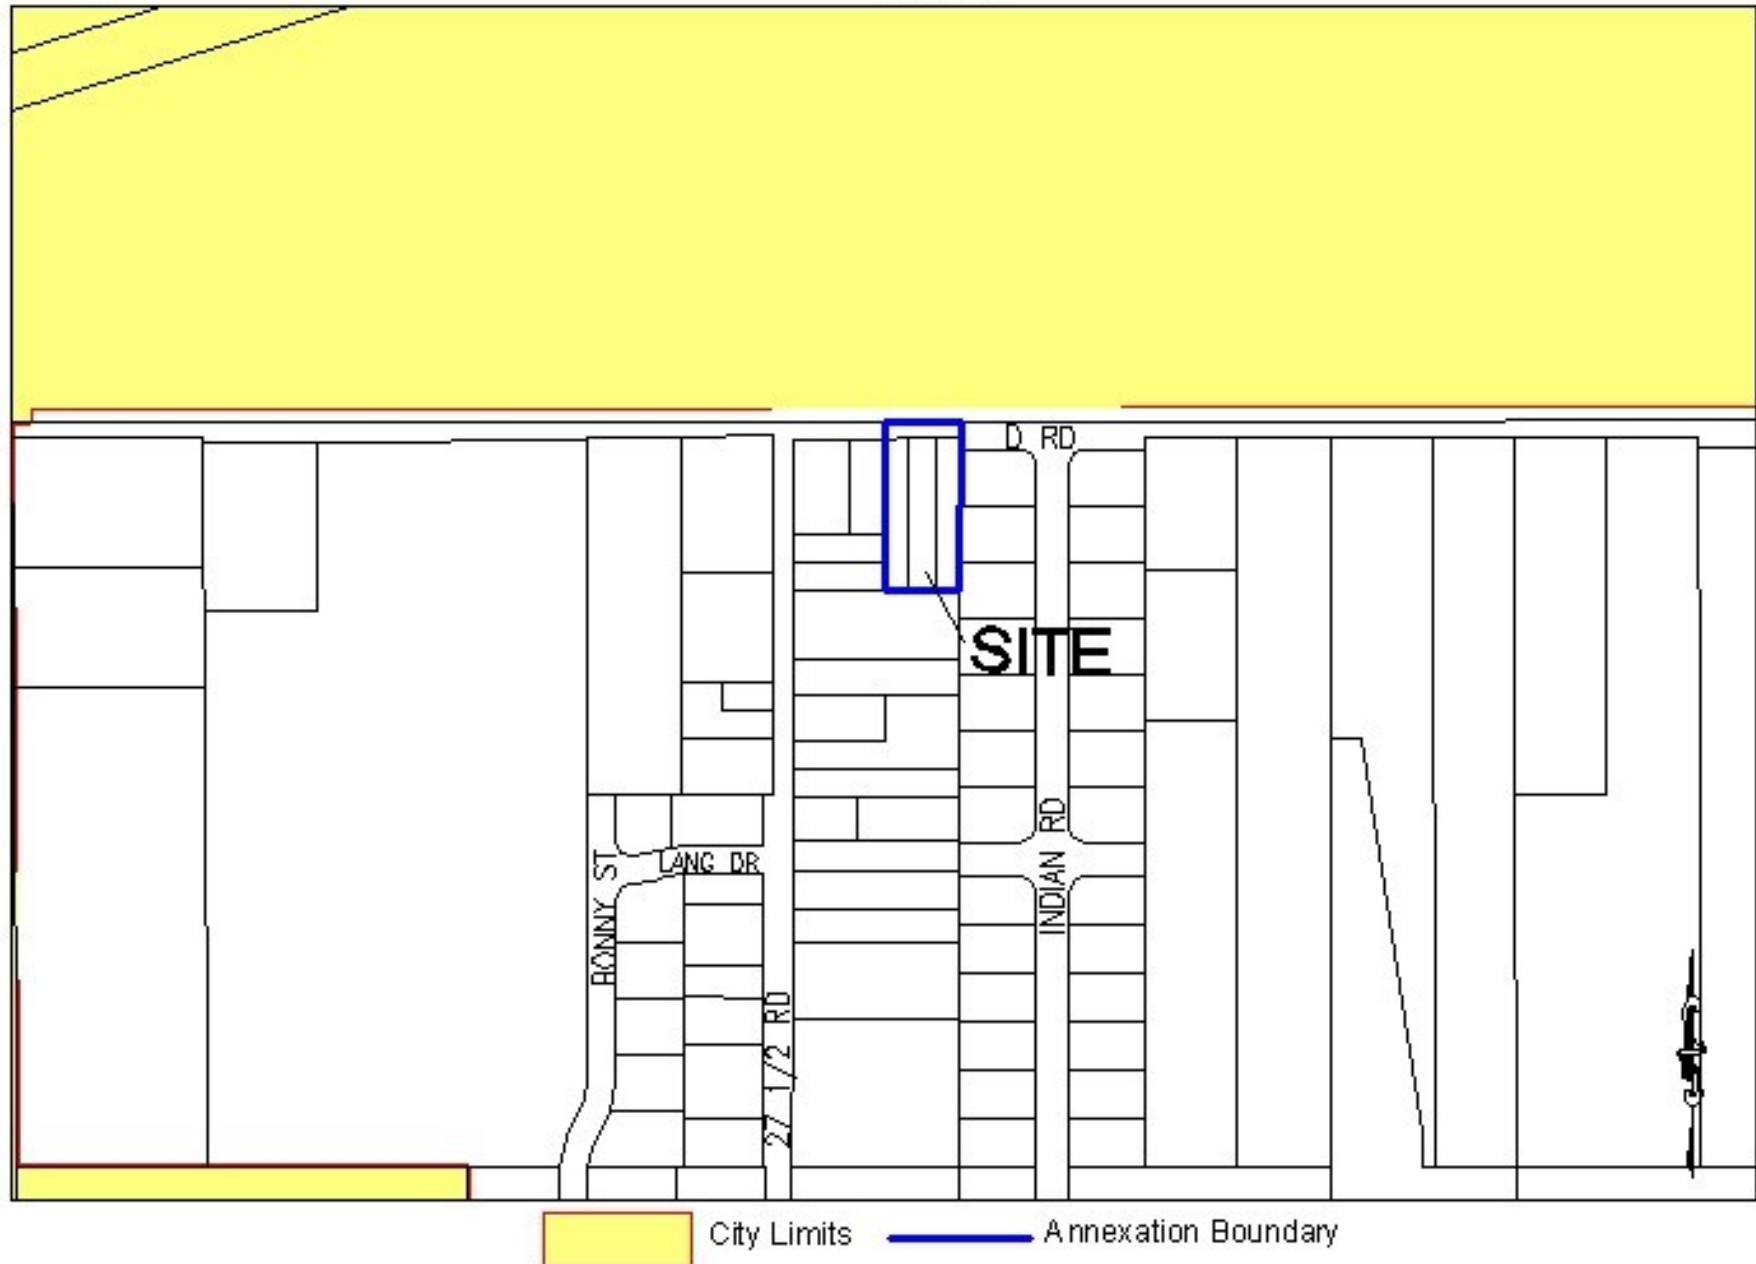 D RD
SITE
INDIAN RD
LANG DR
BONNY ST
27 1/2 RD
City Limits
Annexation Boundary